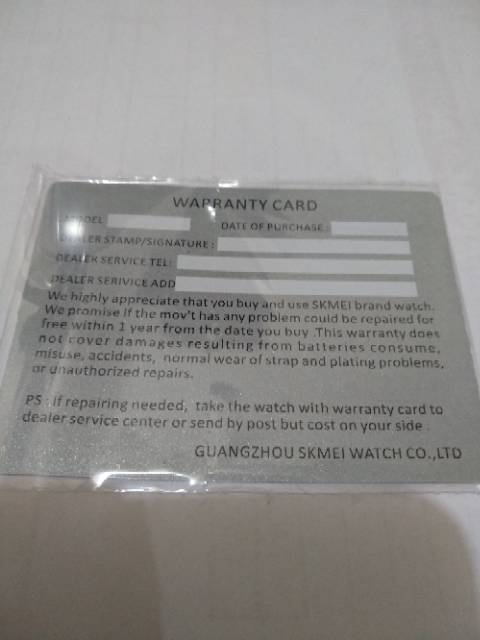 WARRANTY CARD
MODEL
DATE OF PURCHASE:
DEALER STAMP/SIGNATURE:
DEALER SERVICE TEL:
DEALER SERIVICE ADD
We highly appreciate that you buy and use SKMEI brand watch.
We promise If the mov't has any problem could be repaired for
free within 1 year from the date you buy .This warranty does
not cover damages resulting from batteries consume,
misuse, accidents, normal wear of strap and plating problems,
or unauthorized repairs.
PS : If repairing needed, take the watch with warranty card to
dealer service center or send by post but cost on your side .
GUANGZHOU SKMEI WATCH CO.,LTD